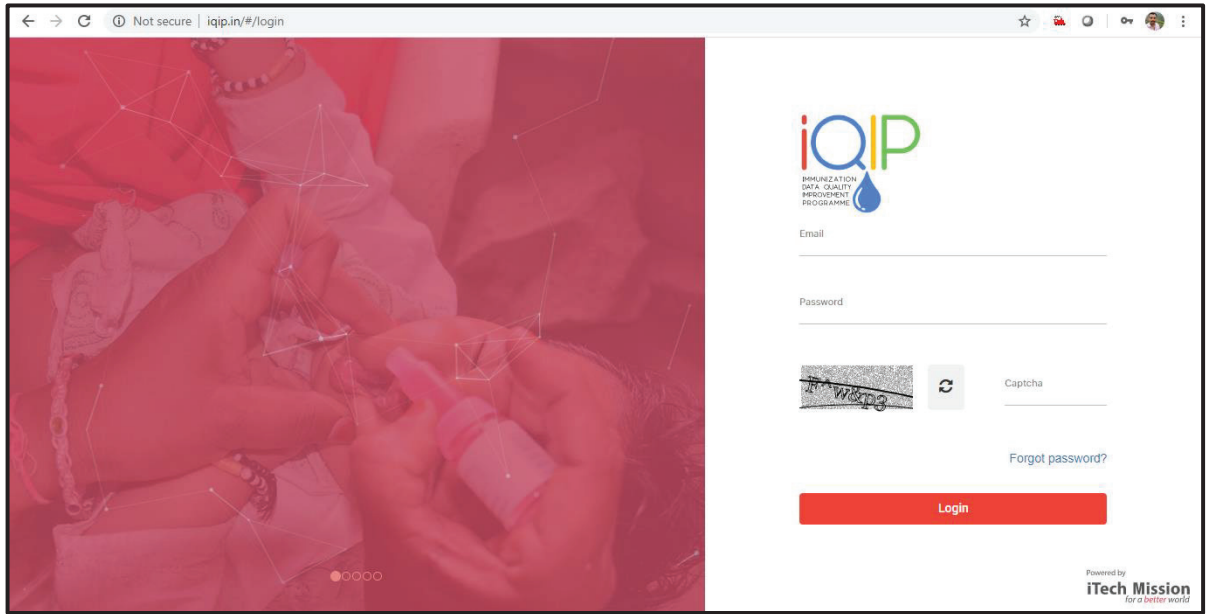 Not secure | iqip.in/#/login
iQIP
IMMUNIZATION
DATA QUALITY
IMPROVEMENT
PROGRAMME
Email
Password
F^w&p3
Captcha
Forgot password?
Login
Powered by
iTech Mission
for a better world